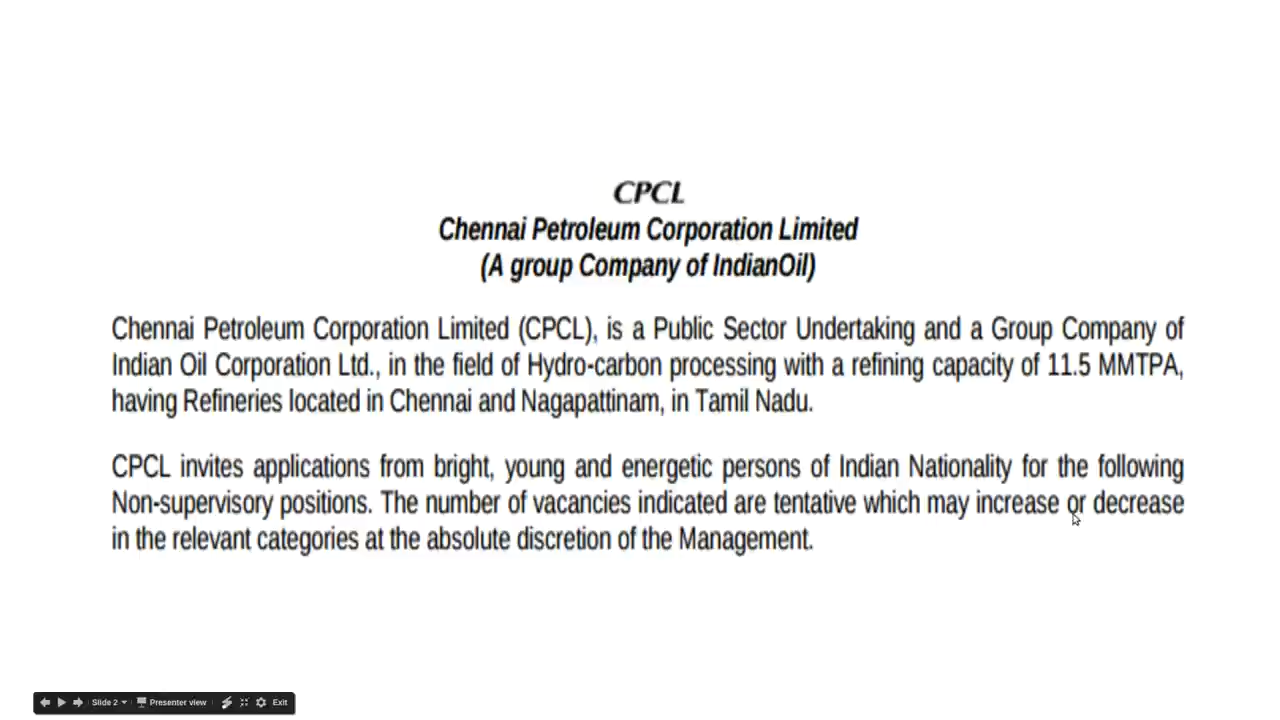 CPCL
Chennai Petroleum Corporation Limited
(A group Company of IndianOil)
Chennai Petroleum Corporation Limited (CPCL), is a Public Sector Undertaking and a Group Company of
Indian Oil Corporation Ltd., in the field of Hydro-carbon processing with a refining capacity of 11.5 MMTPA,
having Refineries located in Chennai and Nagapattinam, in Tamil Nadu.
CPCL invites applications from bright, young and energetic persons of Indian Nationality for the following
Non-supervisory positions. The number of vacancies indicated are tentative which may increase or decrease
in the relevant categories at the absolute discretion of the Management.
Slide 2 Presenter view Exit